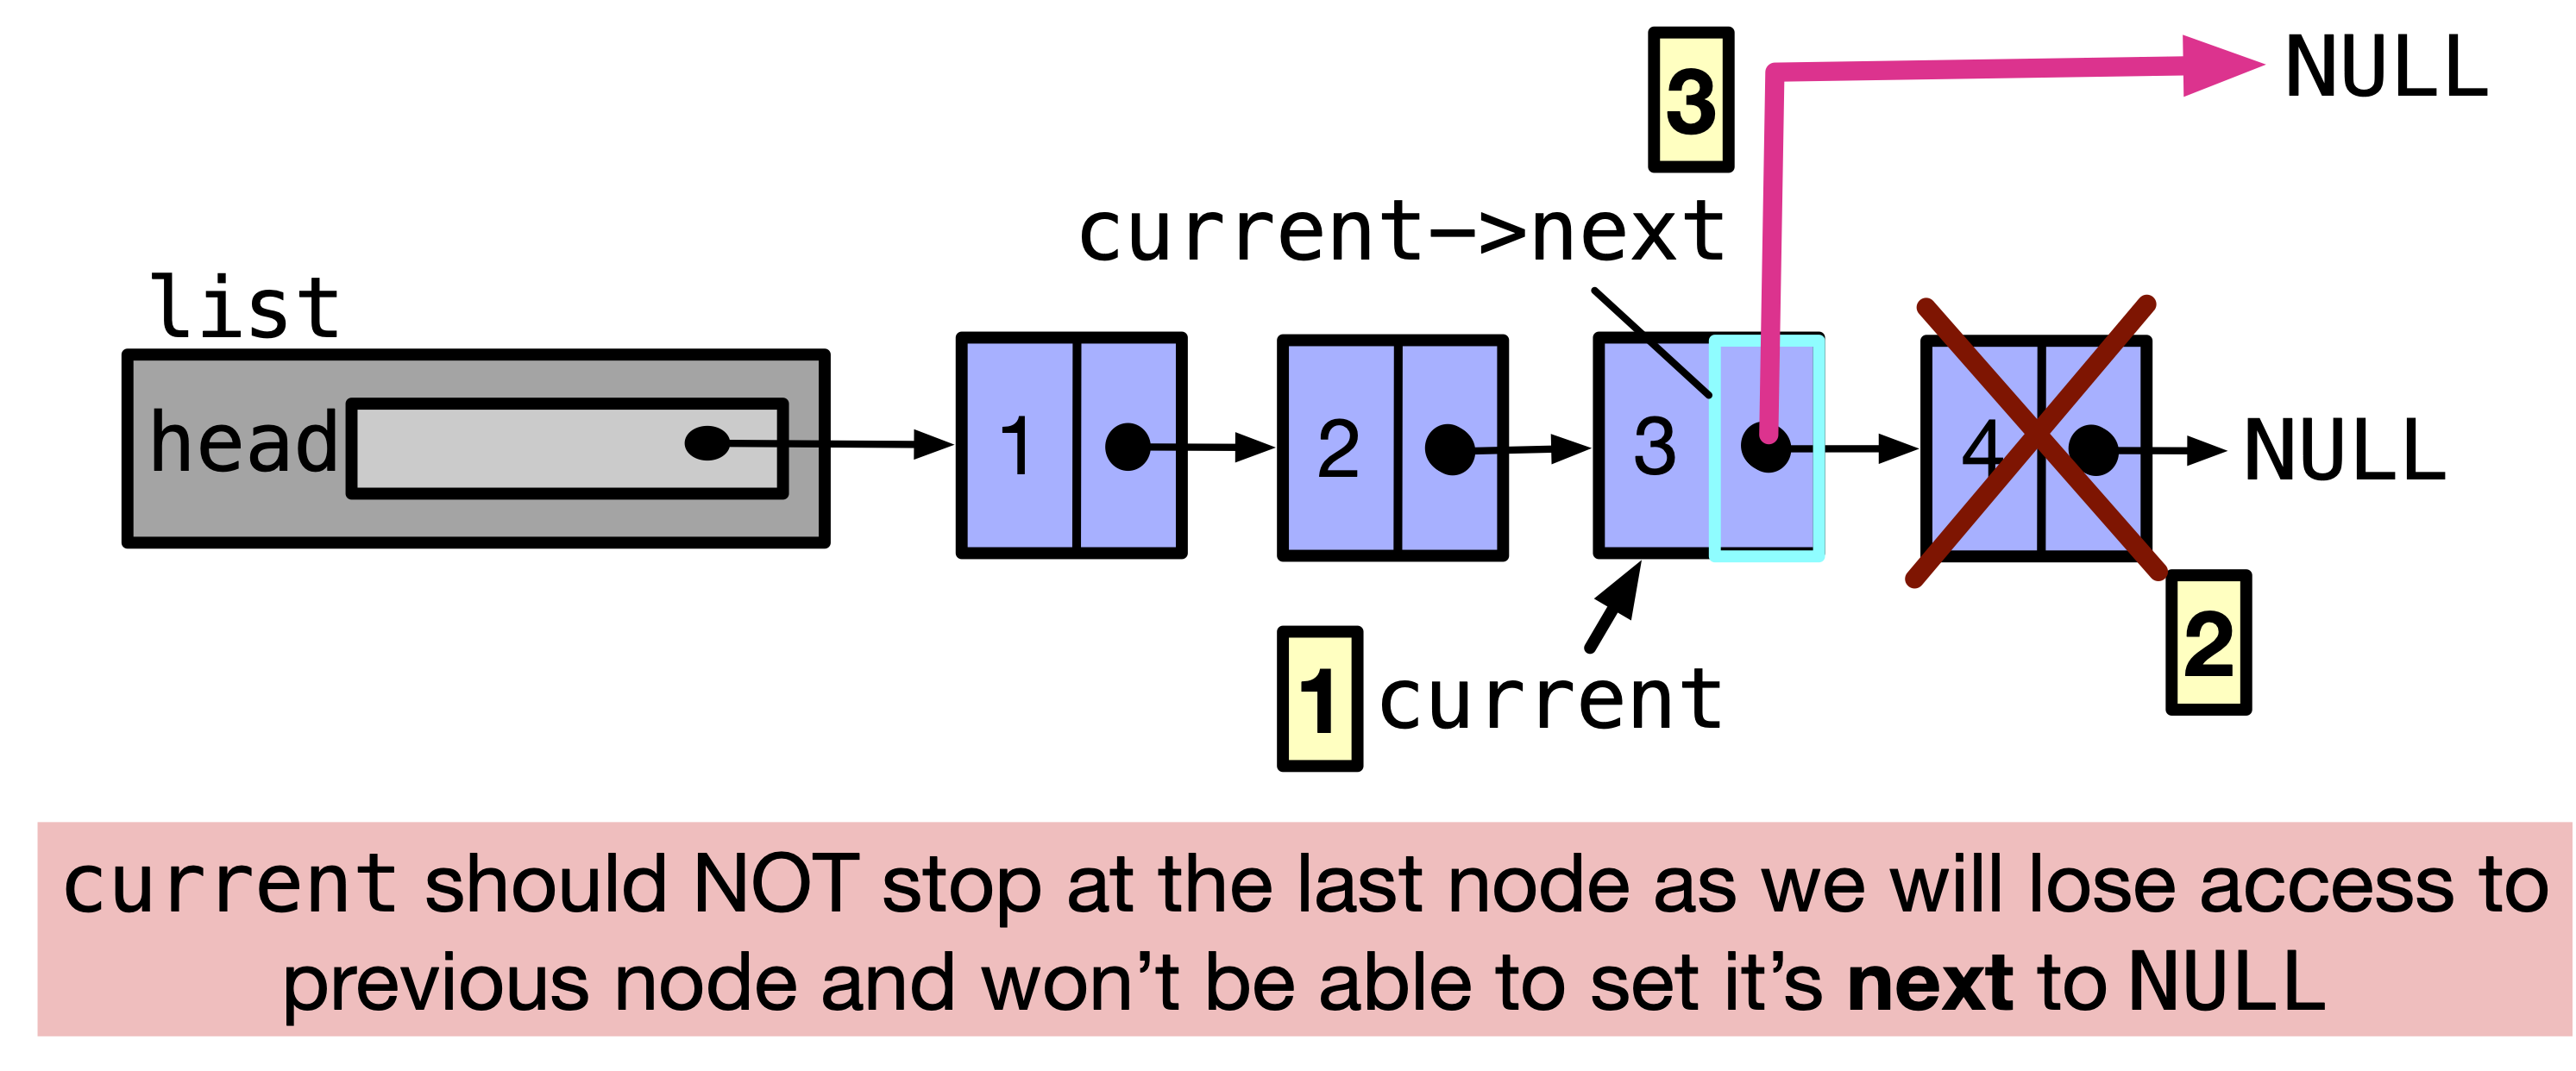 3
NULL
current->next
list
head
1
2
3
4
NULL
1
current
2
current should NOT stop at the last node as we will lose access to
previous node and won't be able to set it's next to NULL